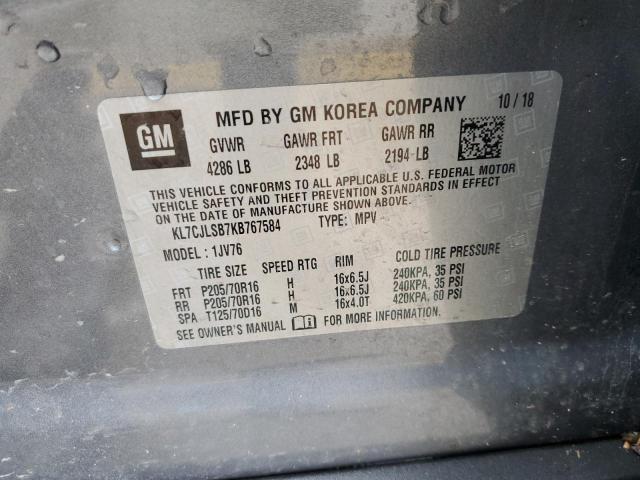 GM
MFD BY GM KOREA COMPANY 10 / 18
GVWR GAWR FRT GAWR RR
4286 LB 2348 LB 2194 LB
THIS VEHICLE CONFORMS TO ALL APPLICABLE U.S. FEDERAL MOTOR
VEHICLE SAFETY AND THEFT PREVENTION STANDARDS IN EFFECT
ON THE DATE OF MANUFACTURE SHOWN ABOVE.
KL7CJLSB7KB767584 TYPE: MPV
MODEL : 1JV76
TIRE SIZE SPEED RTG RIM COLD TIRE PRESSURE
FRT P205/70R16 H 16x6.5J 240KPA, 35 PSI
RR P205/70R16 H 16x6.5J 240KPA, 35 PSI
SPA T125/70D16 M 16x4.0T 420KPA, 60 PSI
SEE OWNER'S MANUAL FOR MORE INFORMATION.